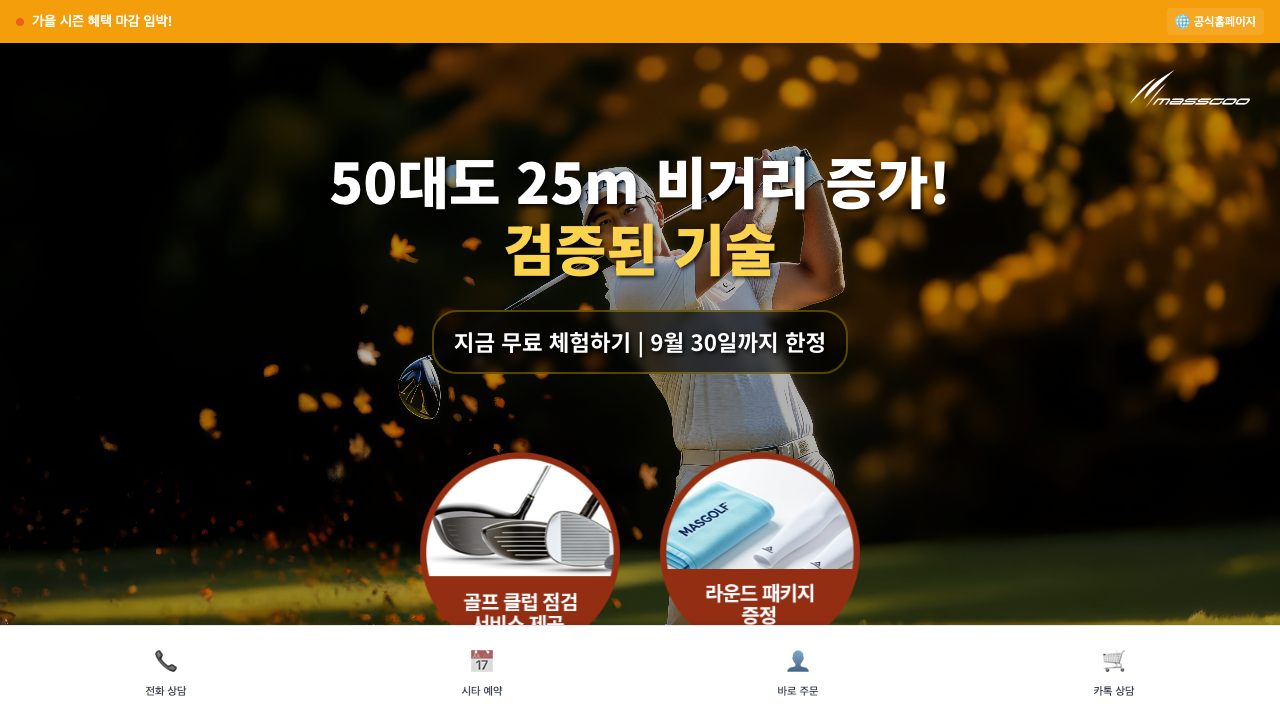 가을 시즌 혜택 마감 임박!
🌐 공식홈페이지
massgoo
50대도 25m 비거리 증가!
검증된 기술
지금 무료 체험하기 | 9월 30일까지 한정
MASGOLF
골프 클럽 점검
서비스 제공
라운드 패키지
증정
17
전화 상담
시타 예약
바로 주문
카톡 상담